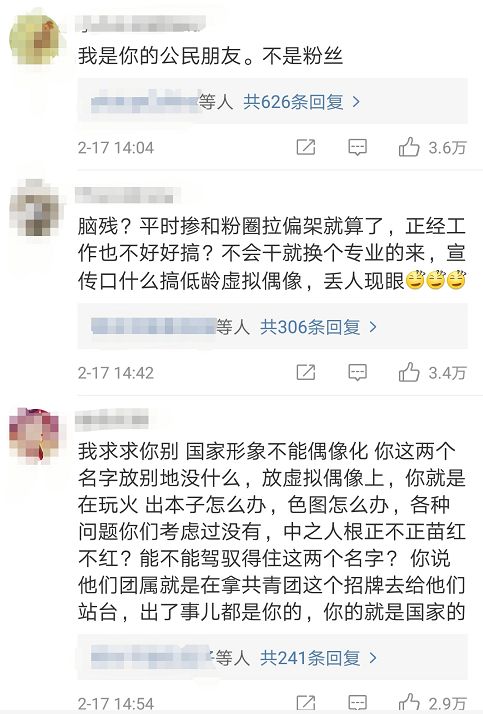 我是你的公民朋友。不是粉丝
等人 共626条回复 >
2-17 14:04
3.6万
脑残？平时掺和粉圈拉偏架就算了，正经工
作也不好好搞？不会干就换个专业的来，宣
传口什么搞低龄虚拟偶像，丢人现眼
等人 共306条回复 >
2-17 14:42
3.4万
我求求你别 国家形象不能偶像化 你这两个
名字放别地没什么，放虚拟偶像上，你就是
在玩火 出本子怎么办，色图怎么办，各种
问题你们考虑过没有，中之人根正不正苗红
不红？能不能驾驭得住这两个名字？ 你说
他们团属就是在拿共青团这个招牌去给他们
站台，出了事儿都是你的，你的就是国家的
等人 共241条回复 >
2-17 14:54
2.9万